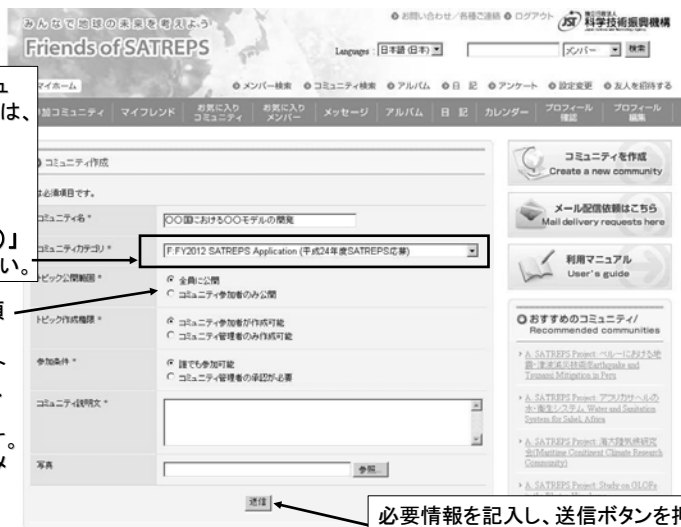 みんなで地球の未来を考えよう
Friends of SATREPS
お問い合わせ/各種ご連絡 ログアウト
JST 科学技術振興機構
Languages : 日本語 (日本)
メンバー 検索
マイホーム
メンバー検索 コミュニティ検索 アルバム 日 記 アンケート 設定変更 友人を招待する
加コミュニティ マイフレンド お気に入りコミュニティ お気に入りメンバー メッセージ アルバム 日 記 カレンダー プロフィール確認 プロフィール編集
ュ
は、
)」
い。
頁
ト
す。
コミュニティ作成
は必須項目です。
コミュニティ名 *
〇〇国における〇〇モデルの開発
コミュニティカテゴリ *
F.FY2012 SATREPS Application (平成24年度SATREPS応募)
トピック公開範囲 *
全員に公開
コミュニティ参加者のみ公開
トピック作成権限 *
コミュニティ参加者が作成可能
コミュニティ管理者のみ作成可能
参加条件 *
誰でも参加可能
コミュニティ管理者の承認が必要
コミュニティ説明文 *
写真
参照...
送信
必要情報を記入し、送信ボタンを押
コミュニティを作成
Create a new community
メール配信依頼はこちら
Mail delivery requests here
利用マニュアル
User's guide
おすすめのコミュニティ/
Recommended communities
A. SATREPS Project: ペルーにおける地
震・津波減災技術/Earthquake and
Tsunami Mitigation in Peru
A. SATREPS Project: アフリカサヘルの
水・衛生システム Water and Sanitation
System for Sahel, Africa
A. SATREPS Project: 海大陸気候研究
会(Maritime Continent Climate Research
Community)
A. SATREPS Project: Study on GLOFs